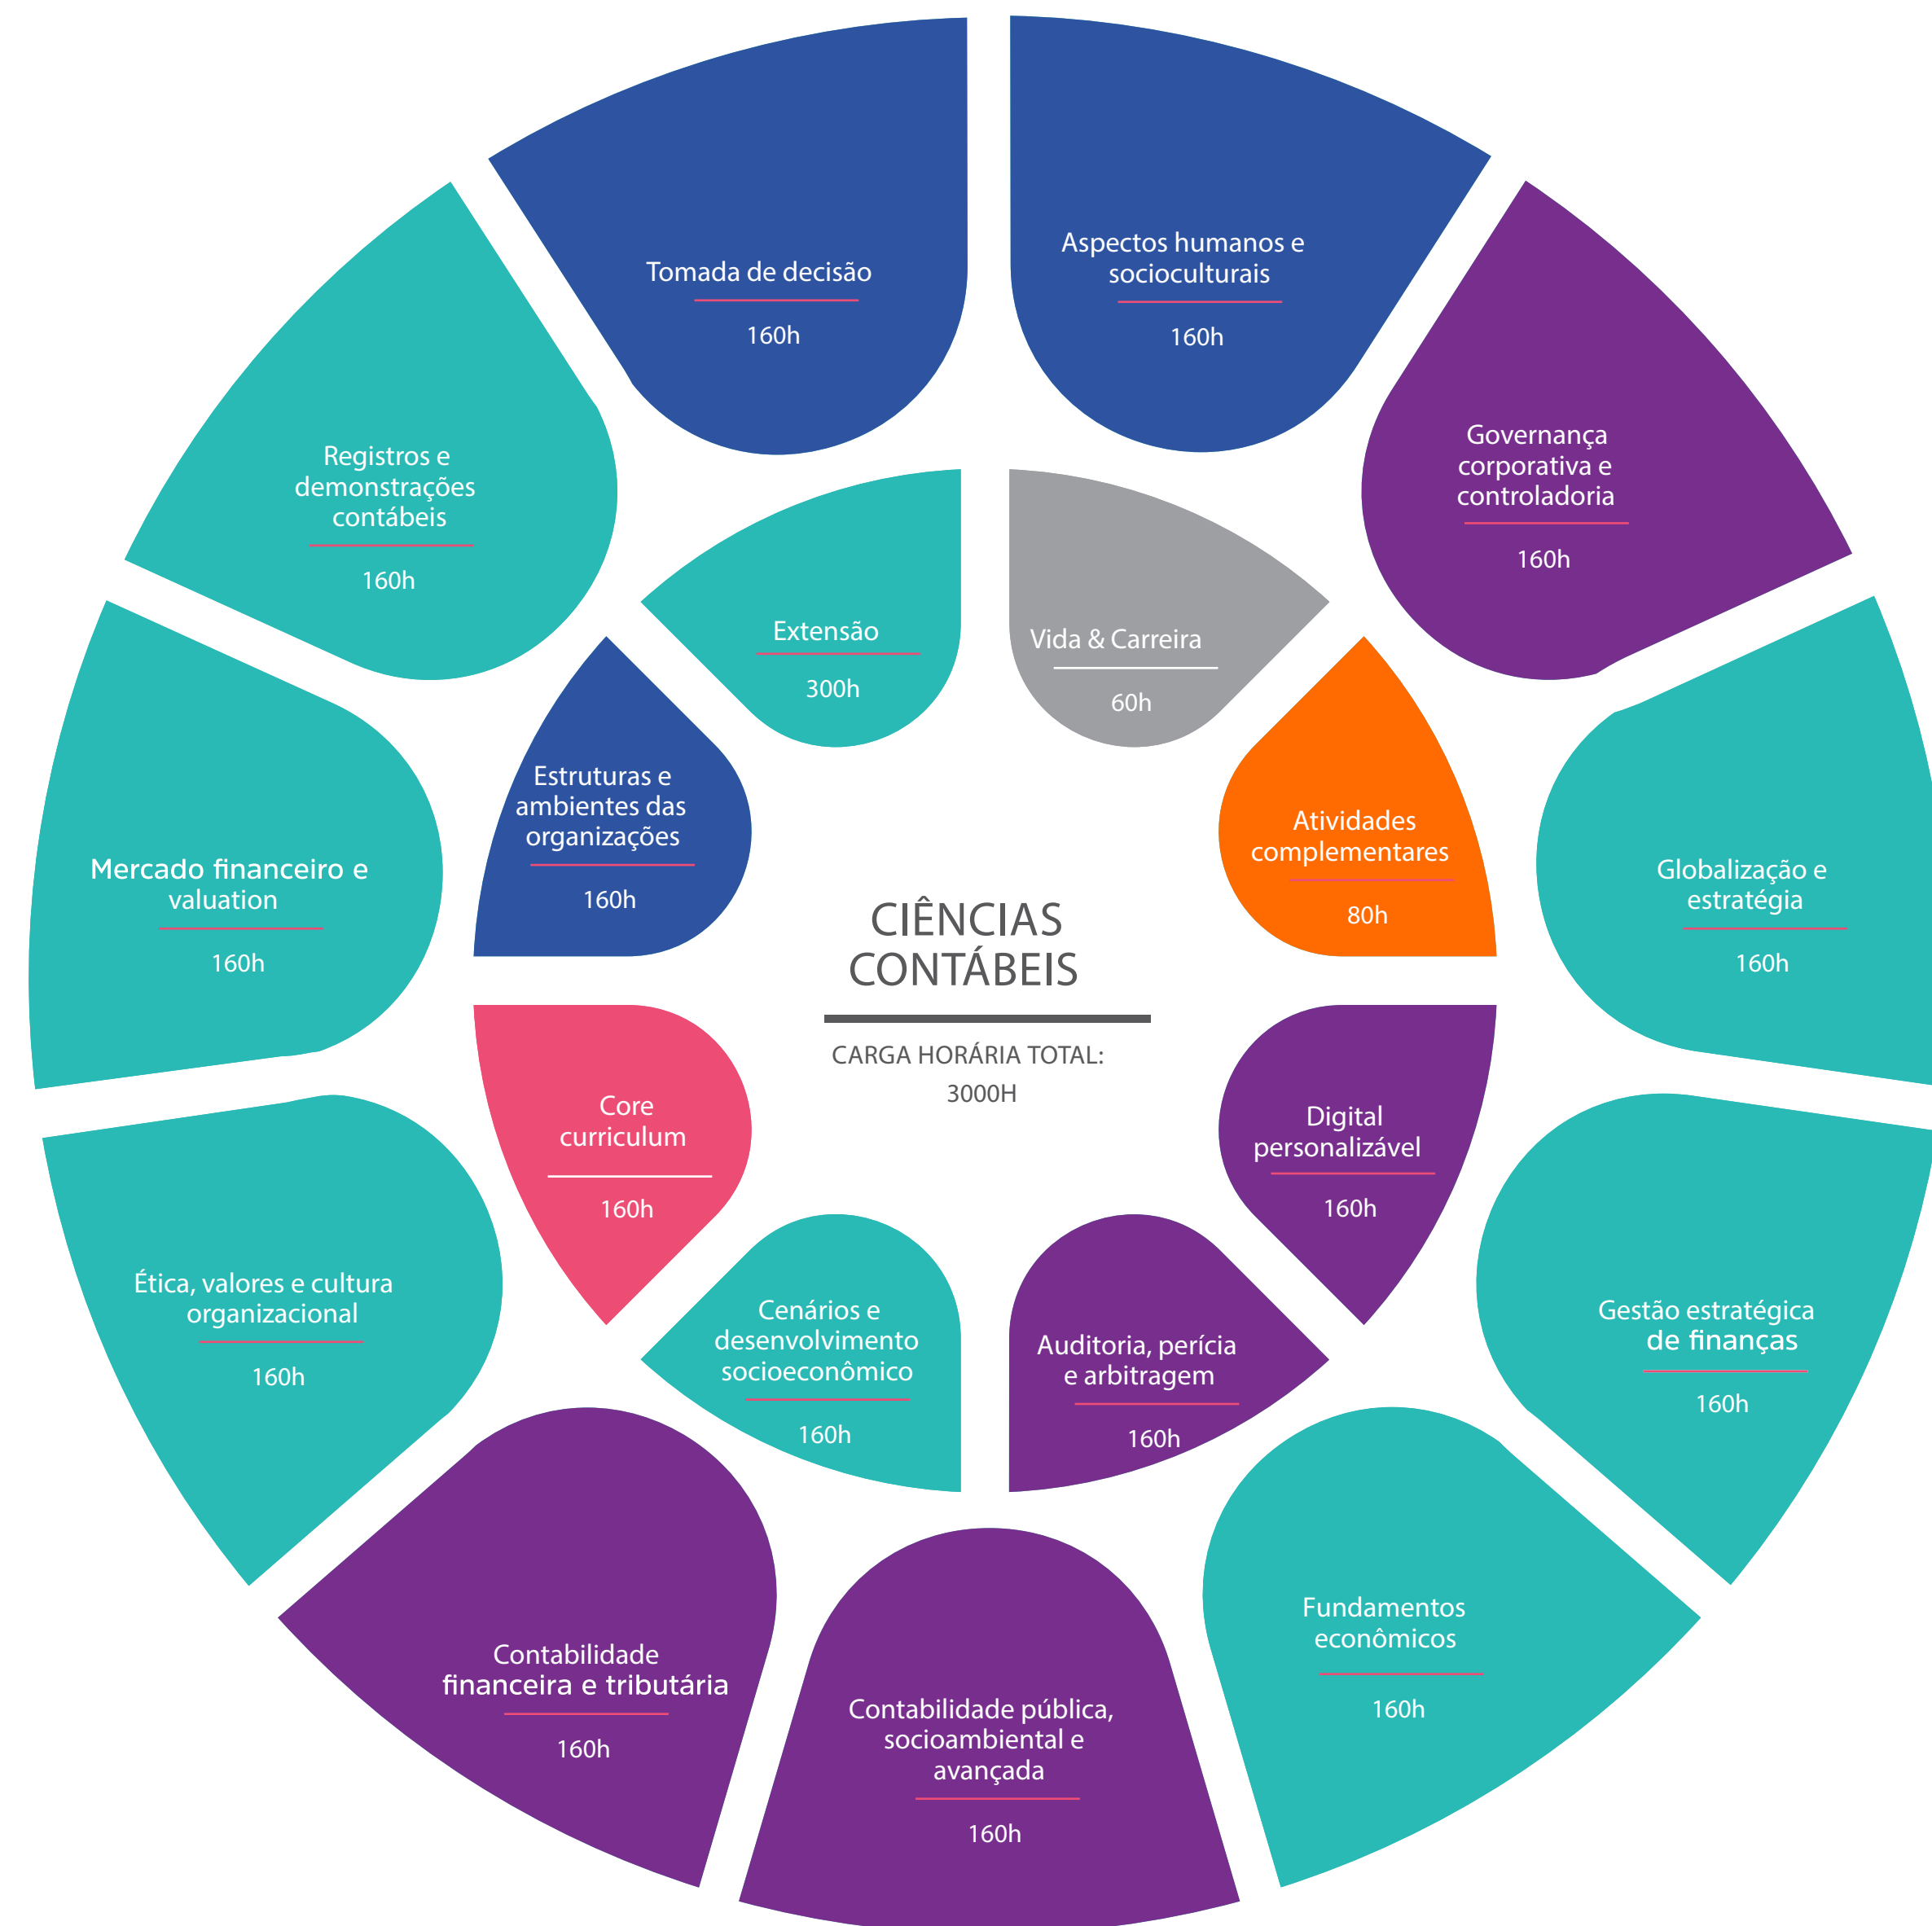 Tomada de decisão
160h
Aspectos humanos e
socioculturais
160h
Governança
corporativa e
controladoria
160h
Globalização e
estratégia
160h
Gestão estratégica
de finanças
160h
Fundamentos
econômicos
160h
Contabilidade pública,
socioambiental e
avançada
160h
Contabilidade
financeira e tributária
160h
Ética, valores e cultura
organizacional
160h
Mercado financeiro e
valuation
160h
Registros e
demonstrações
contábeis
160h
Extensão
300h
Vida & Carreira
60h
Atividades
complementares
80h
Digital
personalizável
160h
Auditoria, perícia
e arbitragem
160h
Cenários e
desenvolvimento
socioeconômico
160h
Core
curriculum
160h
Estruturas e
ambientes das
organizações
160h
CIÊNCIAS
CONTÁBEIS
CARGA HORÁRIA TOTAL:
3000H